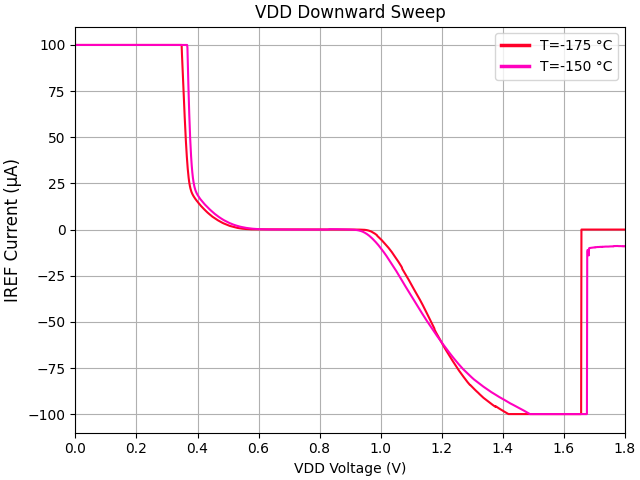 VDD Downward Sweep
IREF Current (μA)
100
75
50
25
0
−25
−50
−75
−100
T=-175 °C
T=-150 °C
0.0 0.2 0.4 0.6 0.8 1.0 1.2 1.4 1.6 1.8
VDD Voltage (V)